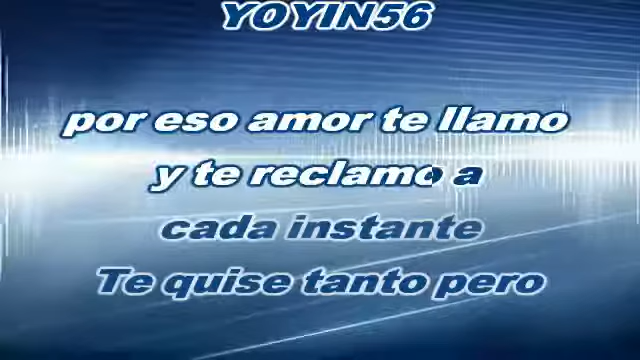 YOYIN56
por eso amor te llamo
y te reclamo a
cada instante
Te quise tanto pero